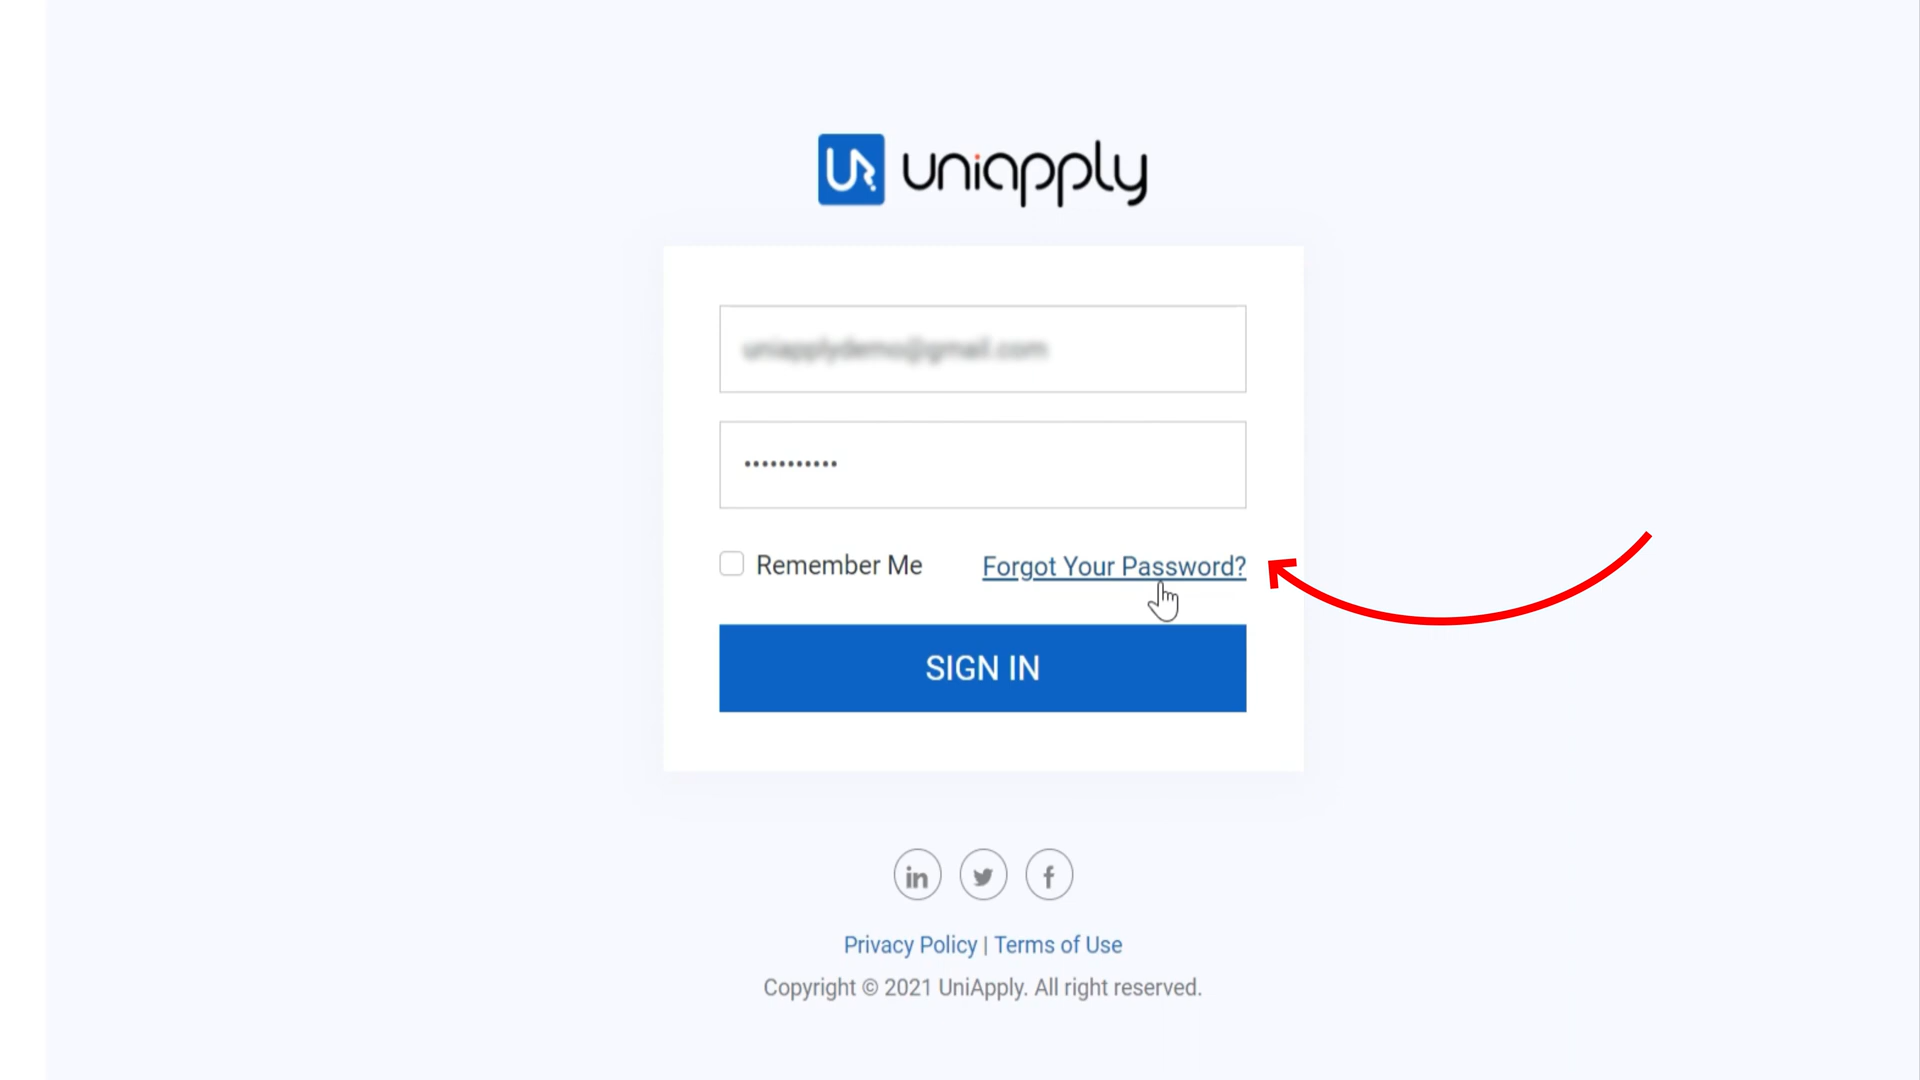 uniapply
•••••••••••
Remember Me
Forgot Your Password?
SIGN IN
in
f
Privacy Policy | Terms of Use
Copyright © 2021 UniApply. All right reserved.